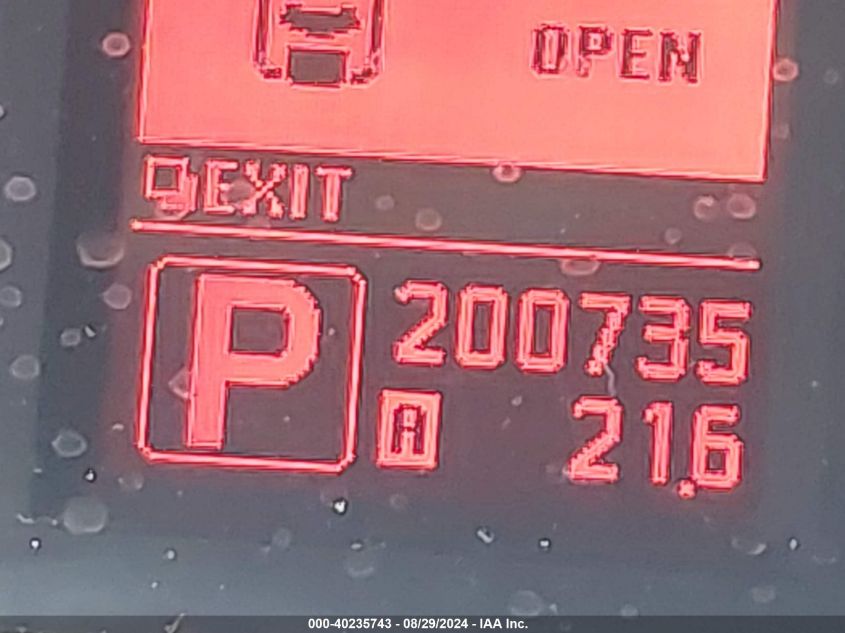 OPEN
EXIT
P 200735
A 21.6
000-40235743 - 08/29/2024 - IAA Inc.